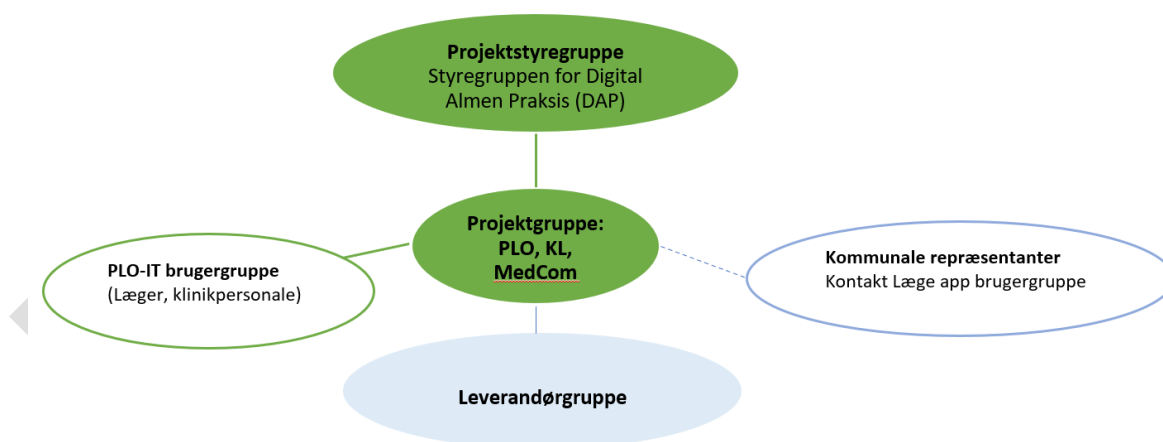 Projektstyregruppe
Styregruppen for Digital
Almen Praksis (DAP)
Projektgruppe:
PLO, KL,
MedCom
PLO-IT brugergruppe
(Læger, klinikpersonale)
Kommunale repræsentanter
Kontakt Læge app brugergruppe
Leverandørgruppe